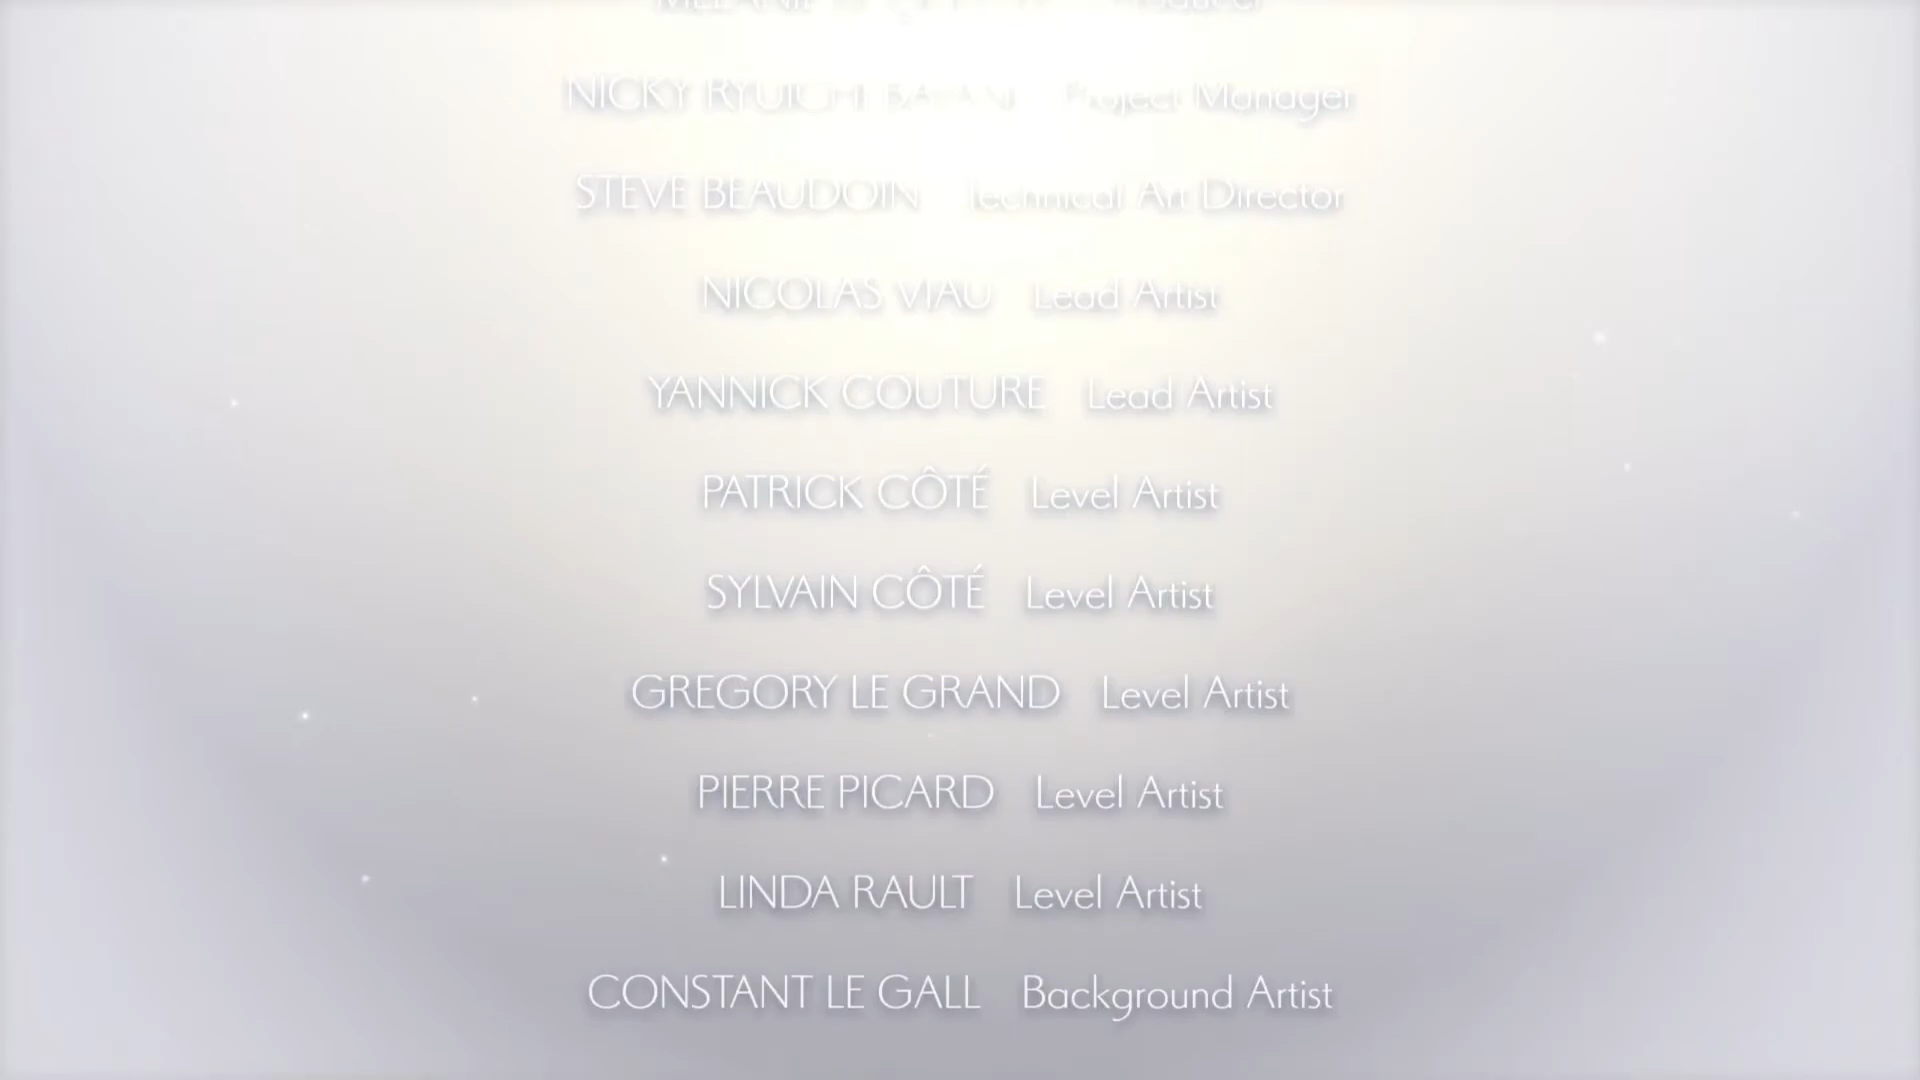 NICKY RYUICHI Project Manager
STEVE BEAUDOIN Technical Art Director
NICOLAS VIAU Lead Artist
YANNICK COUTURE Lead Artist
PATRICK CÔTÉ Level Artist
SYLVAIN CÔTÉ Level Artist
GREGORY LE GRAND Level Artist
PIERRE PICARD Level Artist
LINDA RAULT Level Artist
CONSTANT LE GALL Background Artist